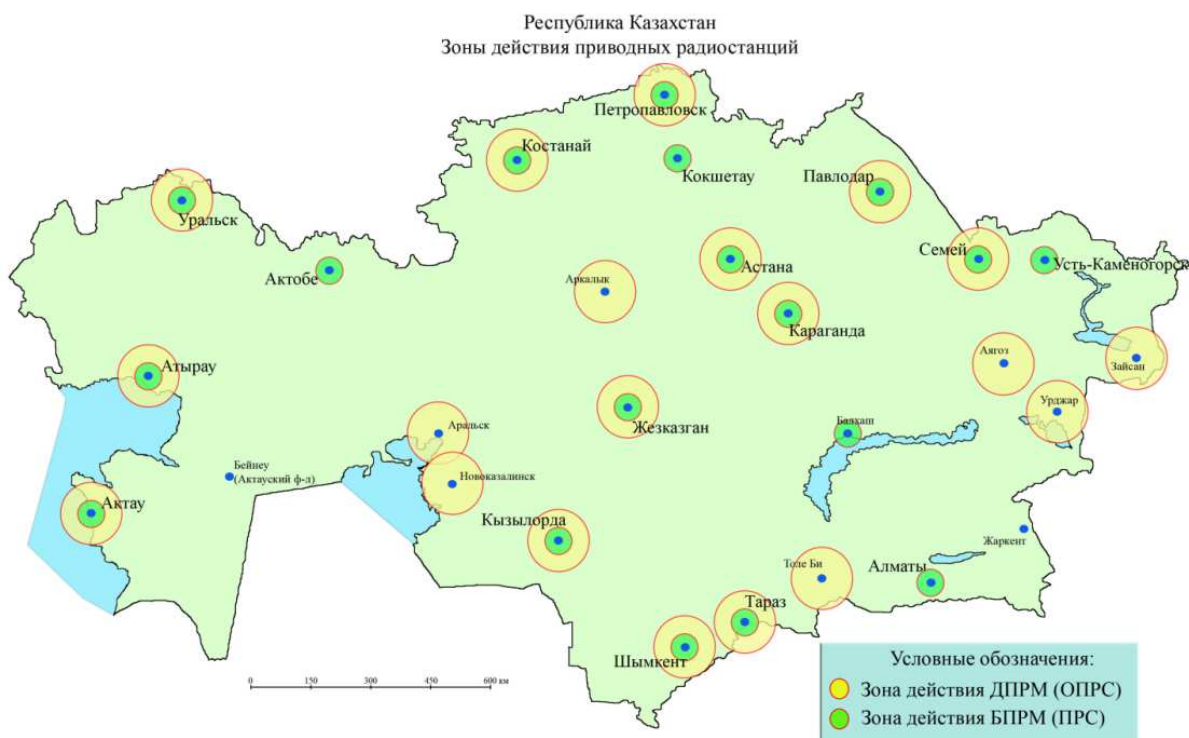 Республика Казахстан
Зоны действия приводных радиостанций
Петропавловск
Костанай
Кокшетау
Павлодар
Уральск
Семей
Усть-Каменогорск
Астана
Актобе
Аркалык
Караганда
Аягоз
Зайсан
Атырау
Урджар
Жезказган
Балхаш
Аральск
Бейнеу
(Актауский ф-л)
Новоказалинск
Актау
Кызылорда
Жаркент
Толе Би
Алматы
Тараз
Шымкент
0 150 300 450 600 км
Условные обозначения:
Зона действия ДПРМ (ОПРС)
Зона действия БПРМ (ПРС)